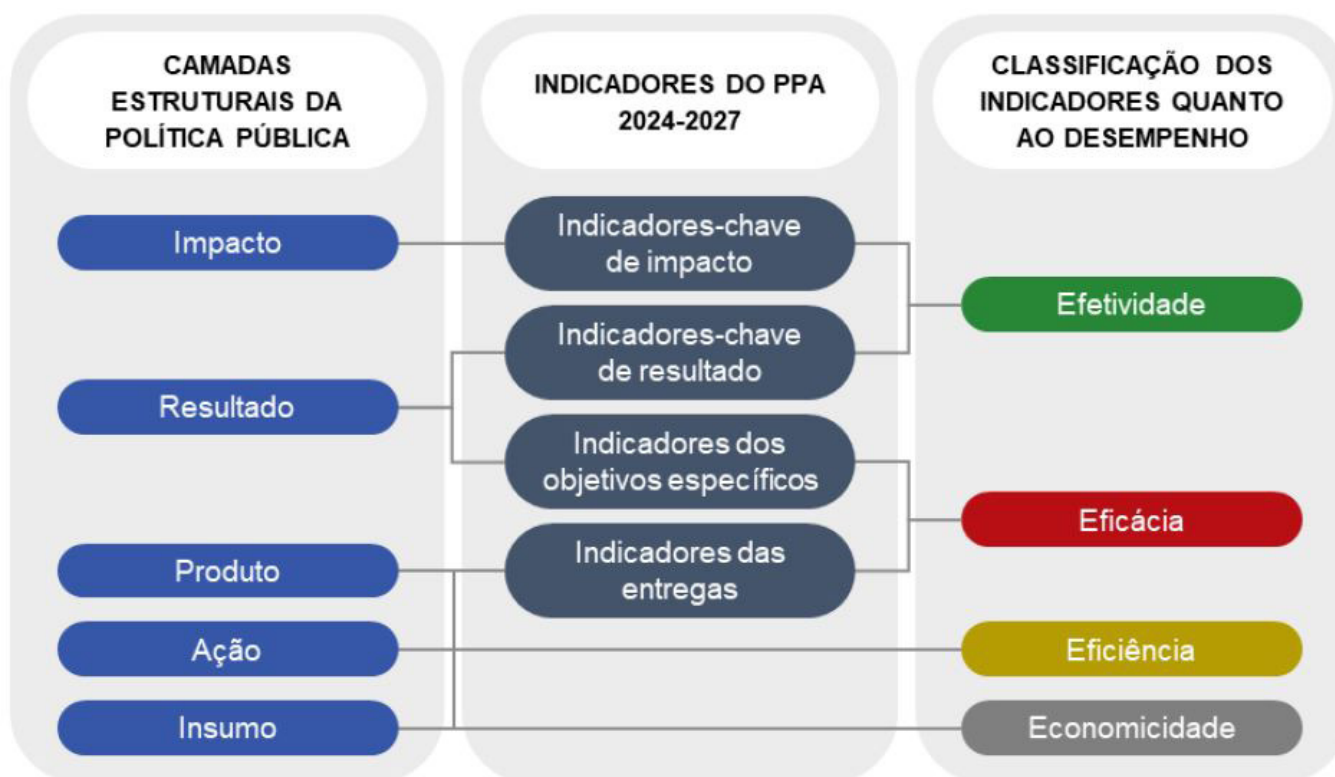 CAMADAS
ESTRUTURAIS DA
POLÍTICA PÚBLICA
Impacto
Resultado
Produto
Ação
Insumo
INDICADORES DO PPA
2024-2027
Indicadores-chave
de impacto
Indicadores-chave
de resultado
Indicadores dos
objetivos específicos
Indicadores das
entregas
CLASSIFICAÇÃO DOS
INDICADORES QUANTO
AO DESEMPENHO
Efetividade
Eficácia
Eficiência
Economicidade